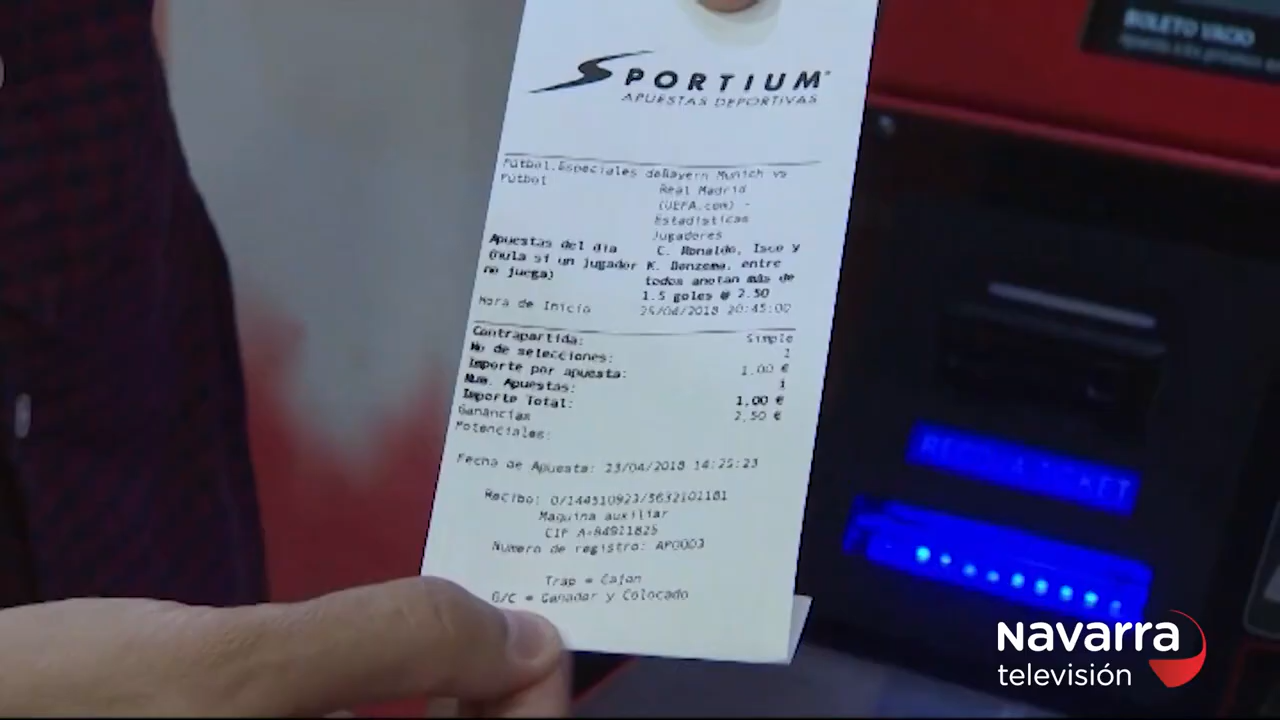 SPORTIUM
APUESTAS DEPORTIVAS
BOLETO VACIO
Fútbol.Especiales de Bayern Munich vs
Fútbol Real Madrid
(UEFA.com) -
Estadísticas
Jugadores
Apuestas del día C. Ronaldo, Isco y
(nula si un jugador K. Benzema, entre
no juega) todos anotan más de
1.5 goles @ 2.50
Hora de Inicio 25/04/2018 20:45:00
Contrapartida: Simple
No de selecciones: 1
Importe por apuesta: 1,00 €
Num. Apuestas: 1
Importe Total: 1,00 €
Ganancias 2,50 €
Potenciales:
Fecha de Apuesta: 23/04/2018 14:25:23
Recibo: 0/144510923/3632101181
Maquina auxiliar
CIF A-84911825
Numero de registro: AP0003
Trap = Cajon
G/C = Ganador y Colocado
RECOJA TICKET
Navarra
televisión